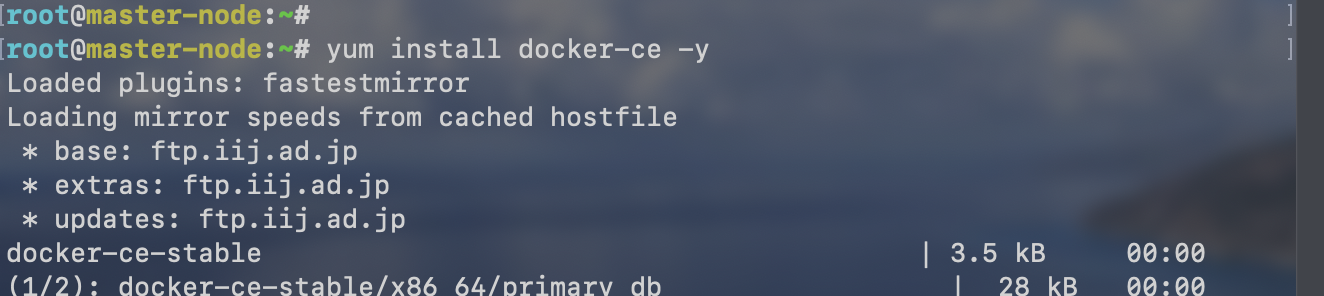 [root@master-node:~# ]
[root@master-node:~# yum install docker-ce -y ]
Loaded plugins: fastestmirror
Loading mirror speeds from cached hostfile
* base: ftp.iij.ad.jp
* extras: ftp.iij.ad.jp
* updates: ftp.iij.ad.jp
docker-ce-stable | 3.5 kB 00:00
(1/2): docker-ce-stable/x86_64/primary_db | 28 kB 00:00